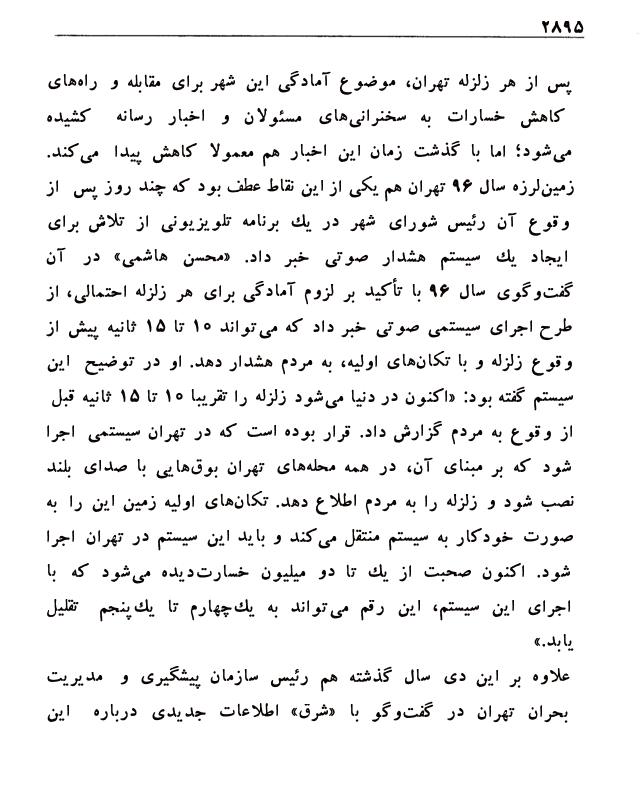 ۲۸۹۵
پس از هر زلزله تهران، موضوع آمادگی این شهر برای مقابله و راه‌های
کاهش خسارات به سخنرانی‌های مسئولان و اخبار رسانه کشیده
می‌شود؛ اما با گذشت زمان این اخبار هم معمولا کاهش پیدا می‌کند.
زمین‌لرزه سال ۹۶ تهران هم یکی از این نقاط عطف بود که چند روز پس از
وقوع آن رئیس شورای شهر در یك برنامه تلویزیونی از تلاش برای
ایجاد یك سیستم هشدار صوتی خبر داد. «محسن هاشمی» در آن
گفت‌وگوی سال ۹۶ با تأکید بر لزوم آمادگی برای هر زلزله احتمالی، از
طرح اجرای سیستمی صوتی خبر داد که می‌تواند ۱۰ تا ۱۵ ثانیه پیش از
وقوع زلزله و با تکان‌های اولیه، به مردم هشدار دهد. او در توضیح این
سیستم گفته بود: «اکنون در دنیا می‌شود زلزله را تقریبا ۱۰ تا ۱۵ ثانیه قبل
از وقوع به مردم گزارش داد. قرار بوده است که در تهران سیستمی اجرا
شود که بر مبنای آن، در همه محله‌های تهران بوق‌هایی با صدای بلند
نصب شود و زلزله را به مردم اطلاع دهد. تکان‌های اولیه زمین این را به
صورت خودکار به سیستم منتقل می‌کند و باید این سیستم در تهران اجرا
شود. اکنون صحبت از یك تا دو میلیون خسارت‌دیده می‌شود که با
اجرای این سیستم، این رقم می‌تواند به یك‌چهارم تا یك‌پنجم تقلیل
یابد.»
علاوه بر این دی سال گذشته هم رئیس سازمان پیشگیری و مدیریت
بحران تهران در گفت‌وگو با «شرق» اطلاعات جدیدی درباره این